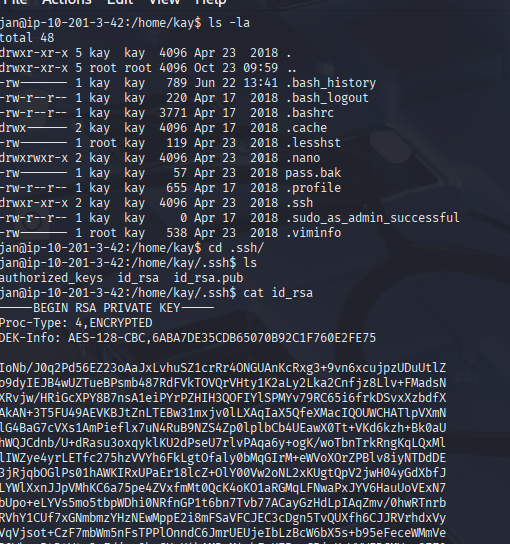 File Actions Edit View Help
jan@ip-10-201-3-42:/home/kay$ ls -la
total 48
drwxr-xr-x 5 kay  kay  4096 Apr 23  2018 .
drwxr-xr-x 5 root root 4096 Oct 23 09:59 ..
-rw------- 1 kay  kay   789 Jun 22 13:41 .bash_history
-rw-r--r-- 1 kay  kay   220 Apr 17  2018 .bash_logout
-rw-r--r-- 1 kay  kay  3771 Apr 17  2018 .bashrc
drwx------ 2 kay  kay  4096 Apr 17  2018 .cache
-rw------- 1 root kay   119 Apr 23  2018 .lesshst
drwxrwxr-x 2 kay  kay  4096 Apr 23  2018 .nano
-rw------- 1 kay  kay    57 Apr 23  2018 pass.bak
-rw-r--r-- 1 kay  kay   655 Apr 17  2018 .profile
drwxr-xr-x 2 kay  kay  4096 Apr 23  2018 .ssh
-rw-r--r-- 1 kay  kay     0 Apr 17  2018 .sudo_as_admin_successful
-rw------- 1 root kay   538 Apr 23  2018 .viminfo
jan@ip-10-201-3-42:/home/kay$ cd .ssh/
jan@ip-10-201-3-42:/home/kay/.ssh$ ls
authorized_keys  id_rsa  id_rsa.pub
jan@ip-10-201-3-42:/home/kay/.ssh$ cat id_rsa
-----BEGIN RSA PRIVATE KEY-----
Proc-Type: 4,ENCRYPTED
DEK-Info: AES-128-CBC,6ABA7DE35CDB65070B92C1F760E2FE75
IoNb/J0q2Pd56EZ23oAaJxLvhuSZ1crRr4ONGUAnKcRxg3+9vn6xcujpzUDuUtlZ
o9dyIEJB4wUZTueBPsmb487RdFVkTOVQrVHty1K2aLy2Lka2Cnfjz8Llv+FMadsN
XRvjw/HRiGcXPY8B7nsA1eiPYrPZHIH3QOFIYlSPMYv79RC65i6frkDSvxXzbdfX
AkAN+3T5FU49AEVKBJtZnLTEBw31mxjv0lLXAqIaX5QfeXMacIQOUWCHATlpVXmN
lG4BaG7cVXs1AmPieflx7uN4RuB9NZS4Zp0lplbCb4UEawX0Tt+VKd6kzh+Bk0aU
hWQJCdnb/U+dRasu3oxqyklKU2dPseU7rlvPAqa6y+ogK/woTbnTrkRngKqLQxMl
lIWZye4yrLETfc275hzVVYh6FkLgtOfaly0bMqGIrM+eWVoXOrZPBlv8iyNTDdDE
3jRjqbOGlPs01hAWKIRxUPaEr18lcZ+OlY00Vw2oNL2xKUgtQpV2jwH04yGdXbfJ
LYWlXxnJJpVMhKC6a75pe4ZVxfmMt0QcK4oKO1aRGMqLFNwaPxJYV6HauUoVExN7
bUpo+eLYVs5mo5tbpWDhi0NRfnGP1t6bn7Tvb77ACayGzHdLpIAqZmv/0hwRTnrb
RVhY1CUf7xGNmbmzYHzNEwMppE2i8mFSaVFCJEC3cDgn5TvQUXfh6CJJRVrhdxVy
VqVjsot+CzF7mbWm5nFsTPPlOnndC6JmrUEUjeIbLzBcW6bX5s+b95eFeceWMmVe